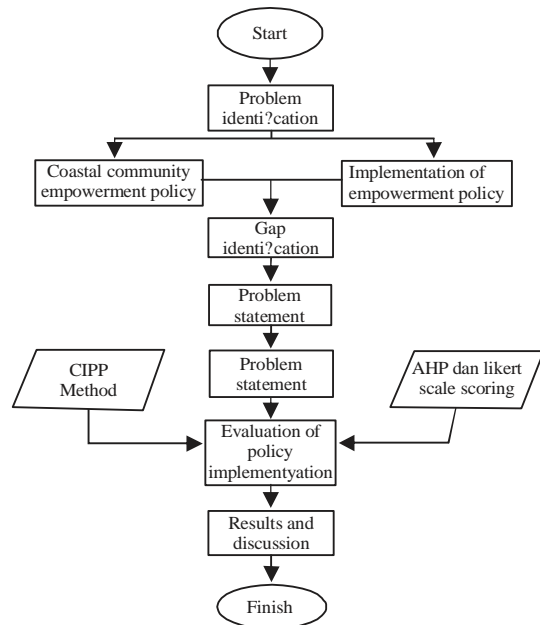 Start
Problem
identi?cation
Coastal community
empowerment policy
Implementation of
empowerment policy
Gap
identi?cation
Problem
statement
Problem
statement
CIPP
Method
AHP dan likert
scale scoring
Evaluation of
policy
implementyation
Results and
discussion
Finish